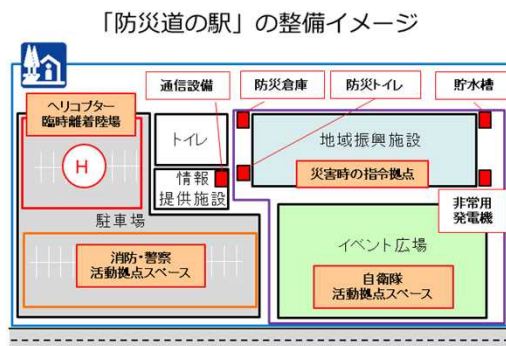 「防災道の駅」の整備イメージ
通信設備
防災倉庫
防災トイレ
貯水槽
ヘリコプター
臨時離着陸場
H
トイレ
情報
提供施設
地域振興施設
災害時の指令拠点
非常用
発電機
駐車場
消防・警察
活動拠点スペース
イベント広場
自衛隊
活動拠点スペース